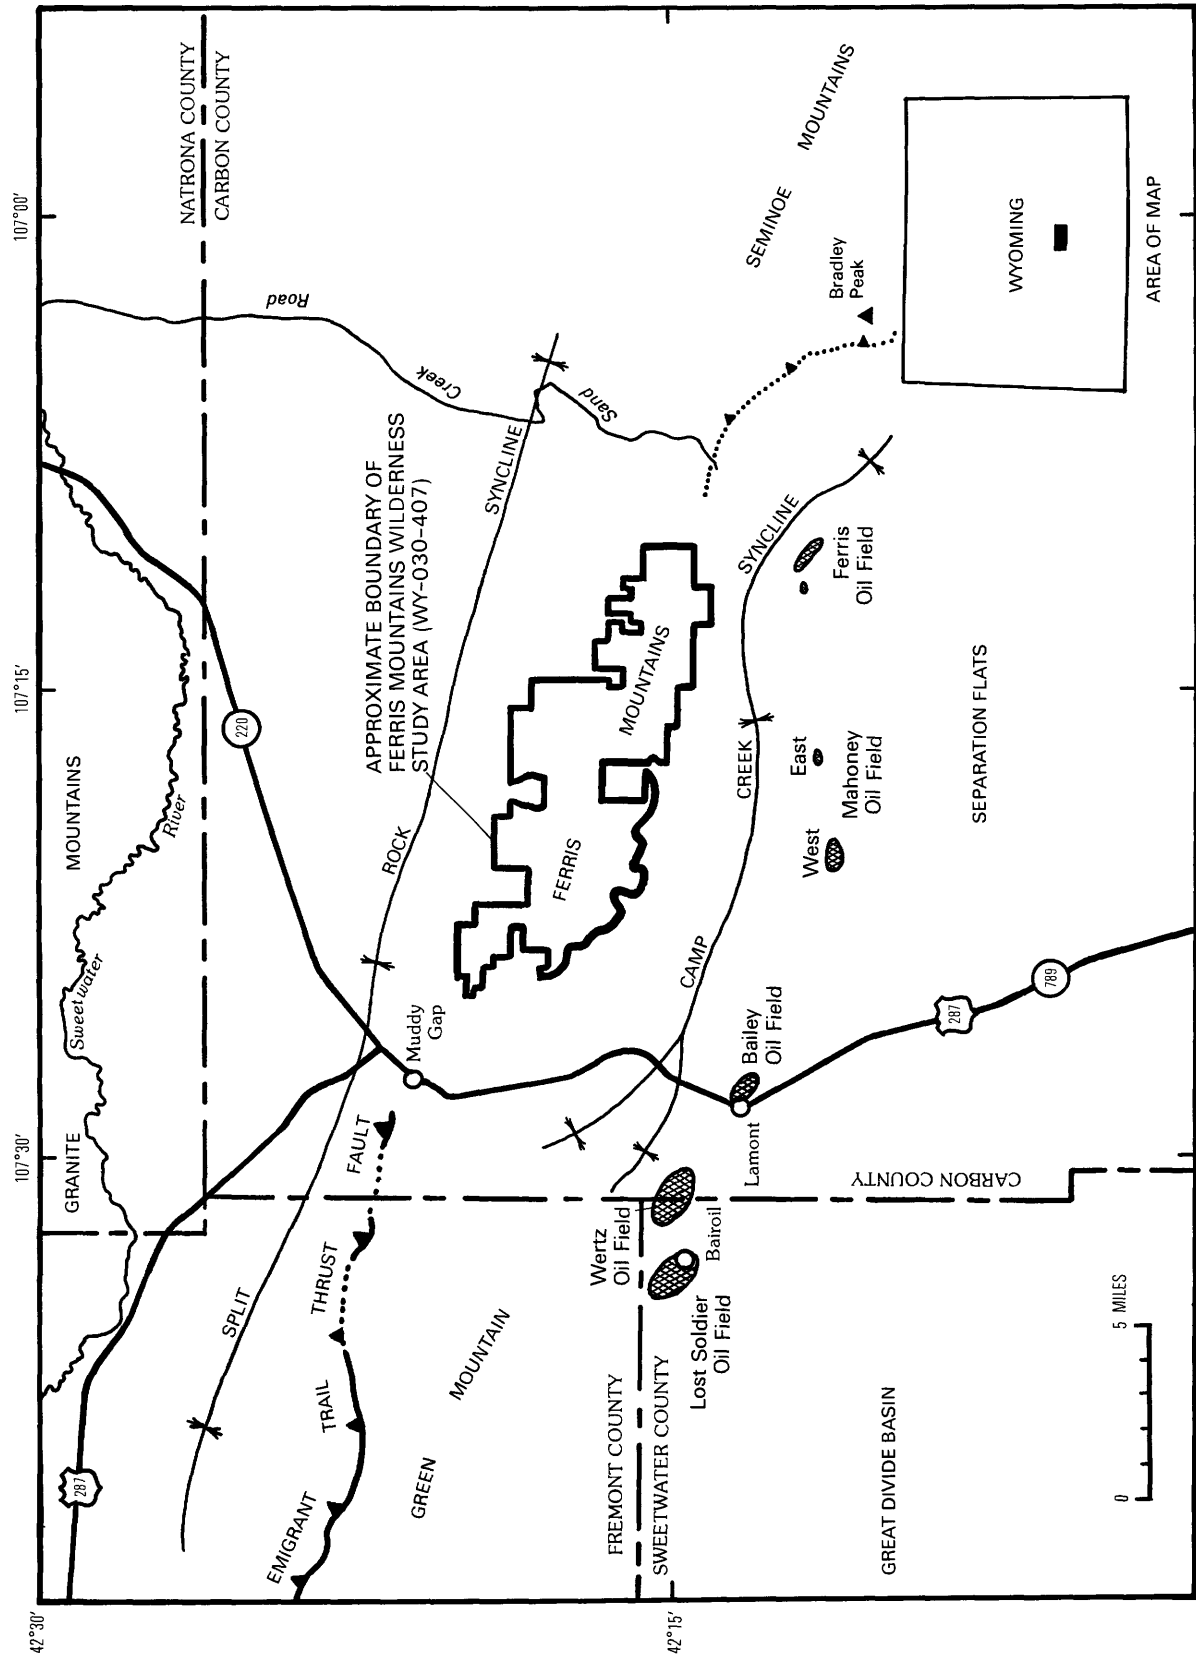 42°30′
107°30′
107°15′
107°00′
287
GRANITE
MOUNTAINS
Sweetwater
River
220
NATRONA COUNTY
CARBON COUNTY
SPLIT
ROCK
SYNCLINE
Sand
Creek
Road
EMIGRANT
TRAIL
THRUST
FAULT
Muddy
Gap
APPROXIMATE BOUNDARY OF
FERRIS MOUNTAINS WILDERNESS
STUDY AREA (WY-030-407)
GREEN
MOUNTAIN
FERRIS
MOUNTAINS
SEMINOE
MOUNTAINS
Bradley
Peak
FREMONT COUNTY
SWEETWATER COUNTY
42°15′
Wertz
Oil Field
Lost Soldier
Oil Field
Bairoil
Lamont
Bailey
Oil Field
CAMP
CREEK
SYNCLINE
West
East
Mahoney
Oil Field
Ferris
Oil Field
CARBON COUNTY
GREAT DIVIDE BASIN
SEPARATION FLATS
287
789
0
5 MILES
WYOMING
AREA OF MAP